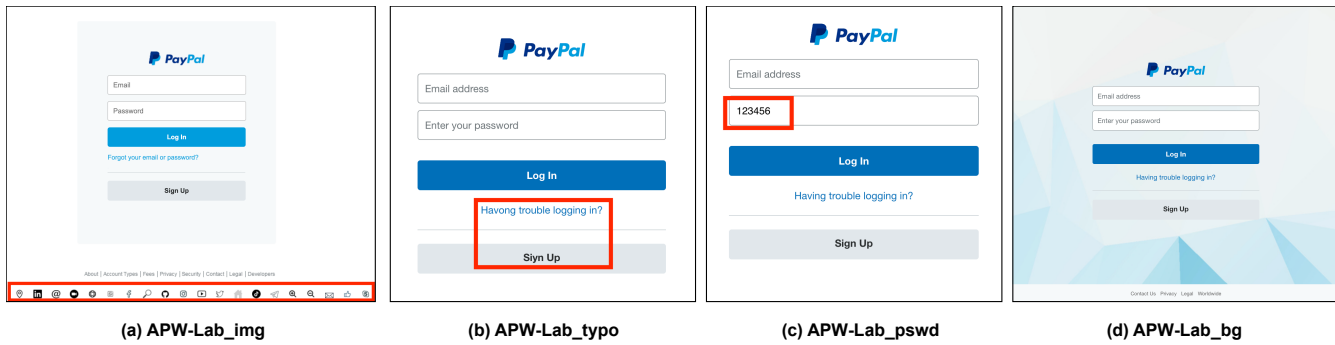 PayPal
Email
Password
Log In
Forgot your email or password?
Sign Up
About | Account Types | Fees | Privacy | Security | Contact | Legal | Developers
(a) APW-Lab_img
PayPal
Email address
Enter your password
Log In
Havong trouble logging in?
Siyn Up
(b) APW-Lab_typo
PayPal
Email address
123456
Log In
Having trouble logging in?
Sign Up
(c) APW-Lab_pswd
PayPal
Email address
Enter your password
Log In
Having trouble logging in?
Sign Up
Contact Us Privacy Legal Worldwide
(d) APW-Lab_bg